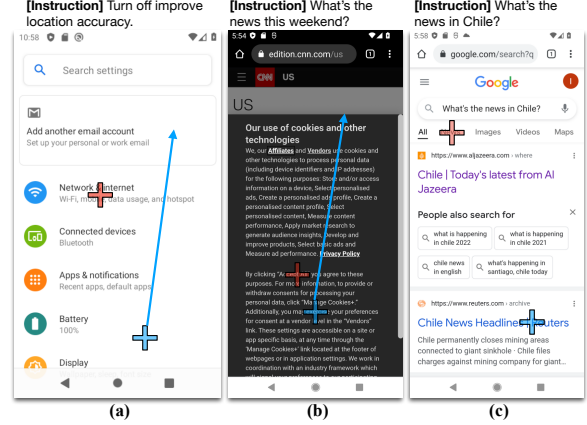 [Instruction] Turn off improve
location accuracy.
10:58
Search settings
Add another email account
Set up your personal or work email
Network & internet
Wi-Fi, mobile, data usage, and hotspot
Connected devices
Bluetooth
Apps & notifications
Recent apps, default apps
Battery
100%
Display
(a)
[Instruction] What's the
news this weekend?
5:54
edition.cnn.com/us
CNN US
US
Our use of cookies and other
technologies
We, our Affiliates and Vendors use cookies and
other technologies to process personal data
(including device identifiers and IP addresses)
for the following purposes: Store and/or access
information on a device, Select personalised
ads, Create a personalised ads profile, Create a
personalised content profile, Select
personalised content, Measure content
performance, Apply market research to
generate audience insights, Develop and
improve products, Select basic ads and
Measure ad performance. Privacy Policy
By clicking "A you agree to these
purposes. For more information, to provide or
withdraw consents for processing your
personal data, click "Manage Cookies+."
Additionally, you may your preferences
for consent at a vendor level in the "Vendors"
link. These settings are accessible on a site or
app specific basis, at any time through the
'Manage Cookies+' link located at the footer of
webpages or in application settings. We work in
coordination with an industry framework which
(b)
[Instruction] What's the
news in Chile?
5:58
google.com/search?q
Google
What's the news in Chile?
All Images Videos Maps
https://www.aljazeera.com › where
Chile | Today's latest from Al
Jazeera
People also search for
what is happening
in chile 2022
what is happening
in chile 2021
chile news
in english
what's happening in
santiago, chile today
https://www.reuters.com › archive
Chile News Headlines | Reuters
Chile permanently closes mining areas
connected to giant sinkhole · Chile files
charges against mining company for giant...
(c)